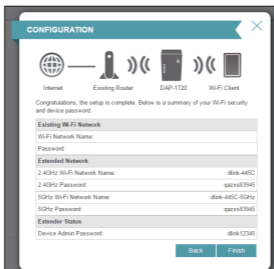 CONFIGURATION
Internet
Existing Router
DAP-1720
Wi-Fi Client
Congratulations, the setup is complete. Below is a summary of your Wi-Fi security
and device password.
Existing Wi-Fi Network
Wi-Fi Network Name:
Password:
Extended Network
2.4GHz Wi-Fi Network Name: dlink-445C
2.4GHz Password: qazxs83945
5GHz Wi-Fi Network Name: dlink-445C-5GHz
5GHz Password: qazxs83945
Extender Status
Device Admin Password: dlink12345
Back Finish